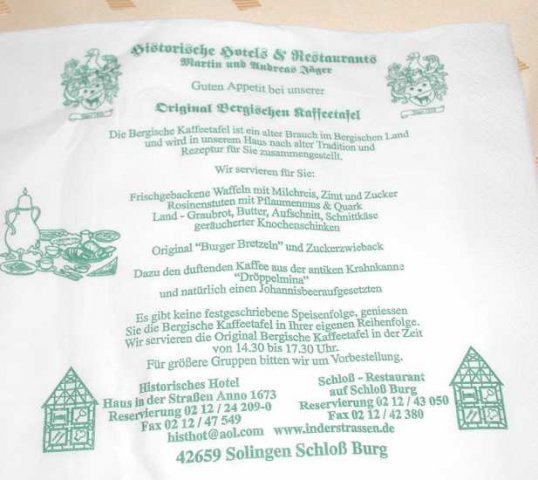 Historische Hotels & Restaurants
Martin und Andreas Jäger
Guten Appetit bei unserer
Original Bergischen Kaffeetafel
Die Bergische Kaffeetafel ist ein alter Brauch im Bergischen Land
und wird in unserem Haus nach alter Tradition und
Rezeptur für Sie zusammengestellt.
Wir servieren für Sie:
Frischgebackene Waffeln mit Milchreis, Zimt und Zucker
Rosinenstuten mit Pflaumenmus & Quark
Land - Graubrot, Butter, Aufschnitt, Schnittkäse
geräucherter Knochenschinken
Original "Burger Bretzeln" und Zuckerzwieback
Dazu den duftenden Kaffee aus der antiken Krahnkanne
"Dröppelmina"
und natürlich einen Johannisbeeraufgesetzten
Es gibt keine festgeschriebene Speisenfolge, geniessen
Sie die Bergische Kaffeetafel in Ihrer eigenen Reihenfolge.
Wir servieren die Original Bergische Kaffeetafel in der Zeit
von 14.30 bis 17.30 Uhr.
Für größere Gruppen bitten wir um Vorbestellung.
Historisches Hotel
Haus in der Straßen Anno 1673
Reservierung 02 12 / 24 209-0
Fax 02 12 / 47 549
Schloß - Restaurant
auf Schloß Burg
Reservierung 02 12 / 43 050
Fax 02 12 / 42 380
histhot@aol.com www.inderstrassen.de
42659 Solingen Schloß Burg